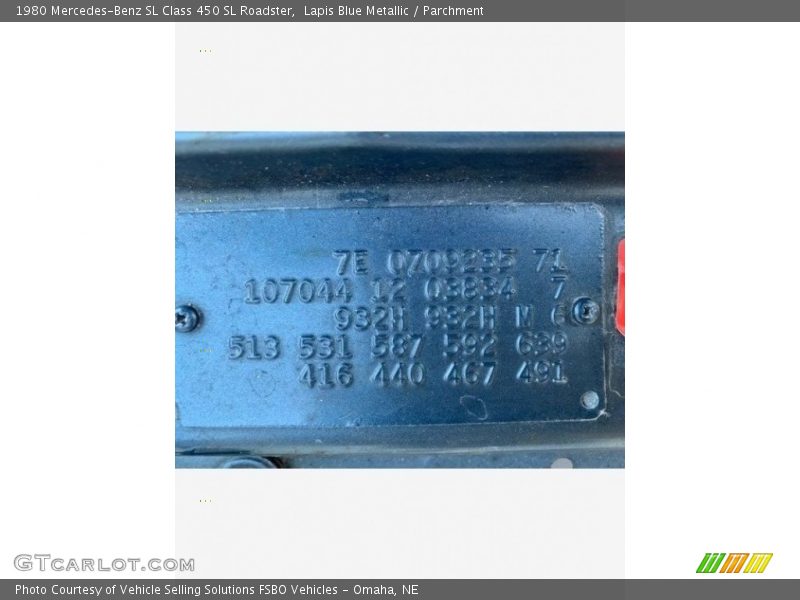 1980 Mercedes-Benz SL Class 450 SL Roadster, Lapis Blue Metallic / Parchment
7E 0709235 71
107044 12 03834 7
932H 932H M 6
513 531 587 592 639
416 440 467 491
GTCARLOT.COM
Photo Courtesy of Vehicle Selling Solutions FSBO Vehicles - Omaha, NE